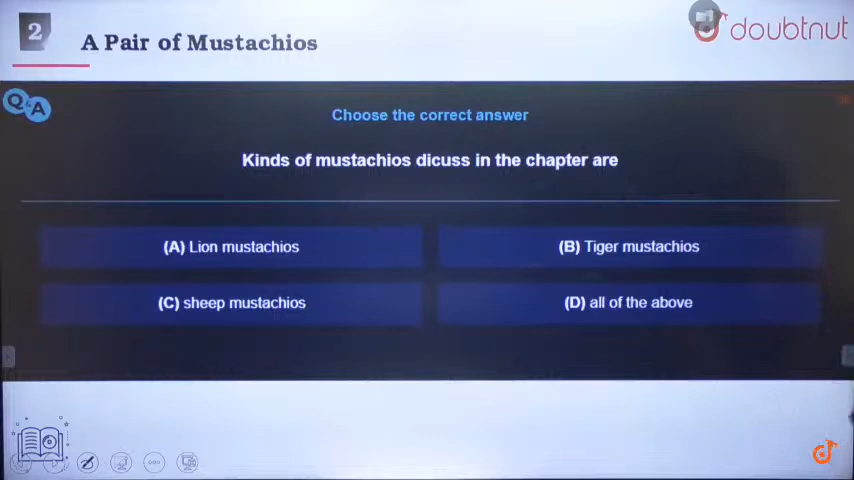 2
A Pair of Mustachios
doubtnut
Q&A
Choose the correct answer
Kinds of mustachios dicuss in the chapter are
(A) Lion mustachios
(B) Tiger mustachios
(C) sheep mustachios
(D) all of the above